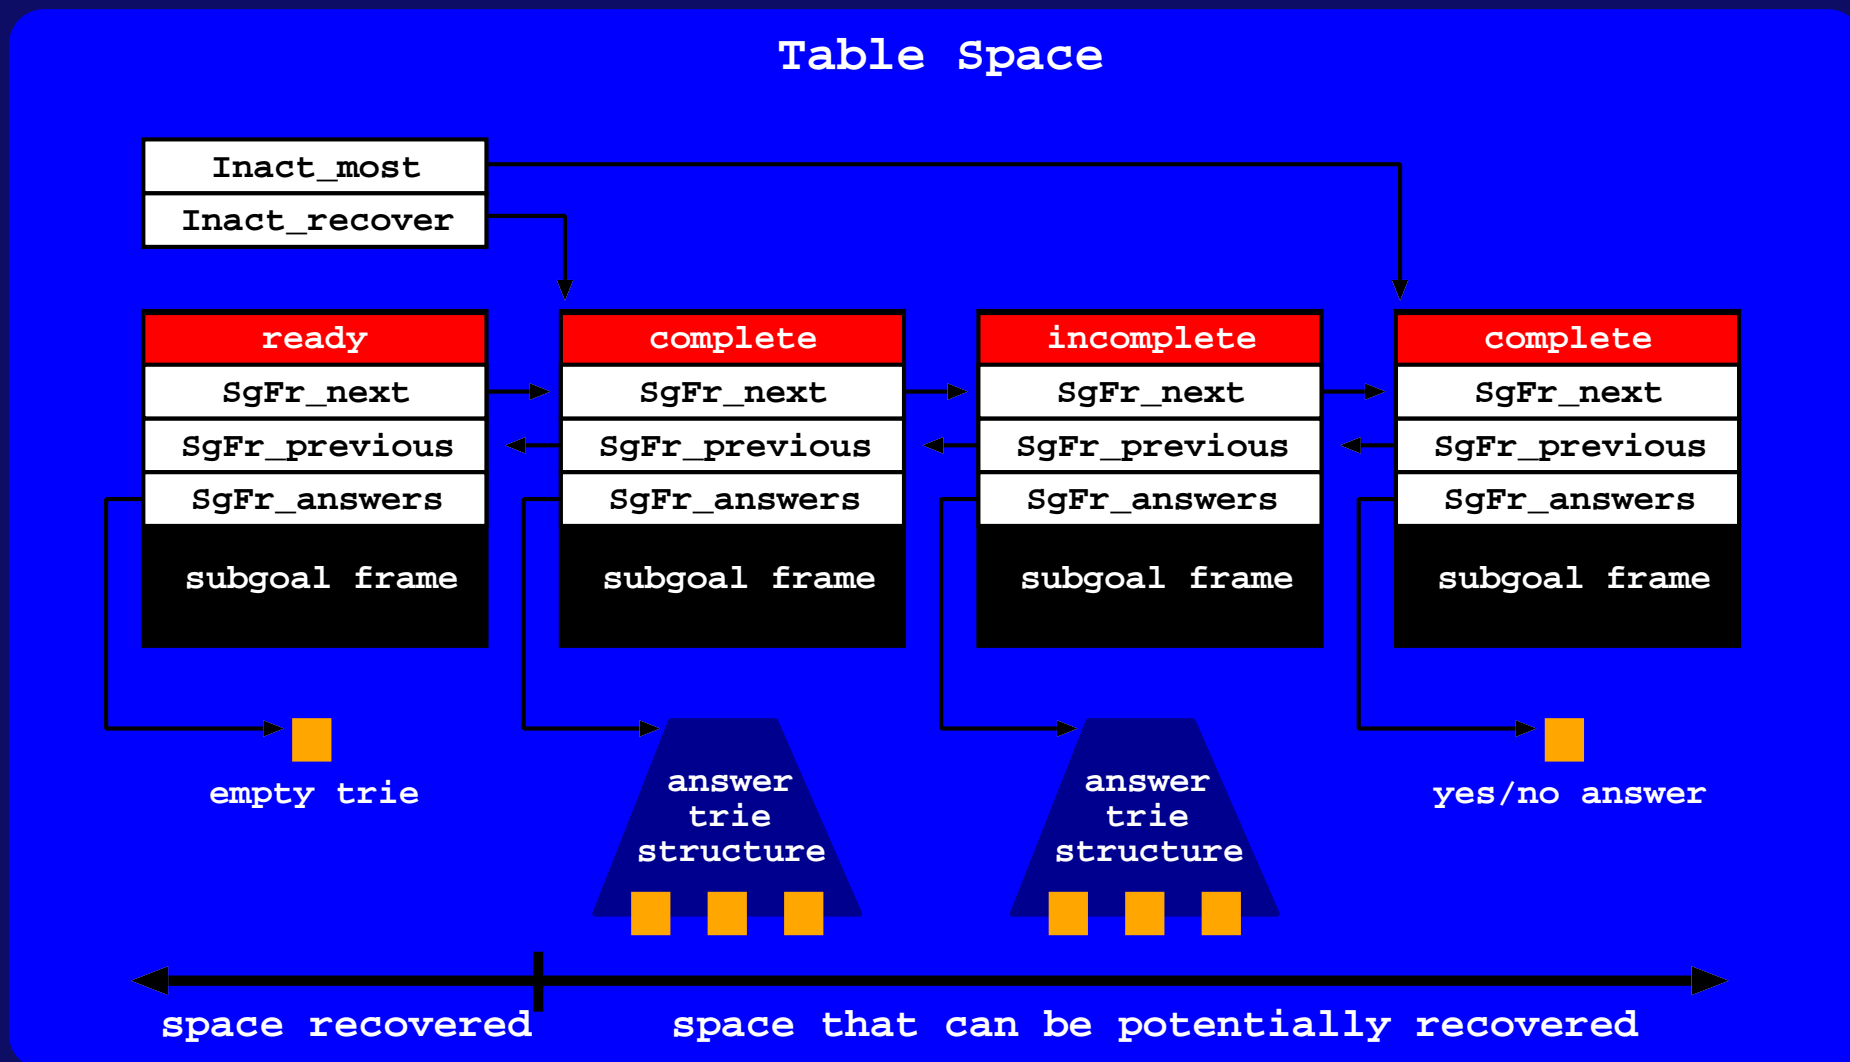 Table Space
Inact_most
Inact_recover
ready
SgFr_next
SgFr_previous
SgFr_answers
subgoal frame
complete
SgFr_next
SgFr_previous
SgFr_answers
subgoal frame
incomplete
SgFr_next
SgFr_previous
SgFr_answers
subgoal frame
complete
SgFr_next
SgFr_previous
SgFr_answers
subgoal frame
empty trie
answer
trie
structure
answer
trie
structure
yes/no answer
space recovered
space that can be potentially recovered